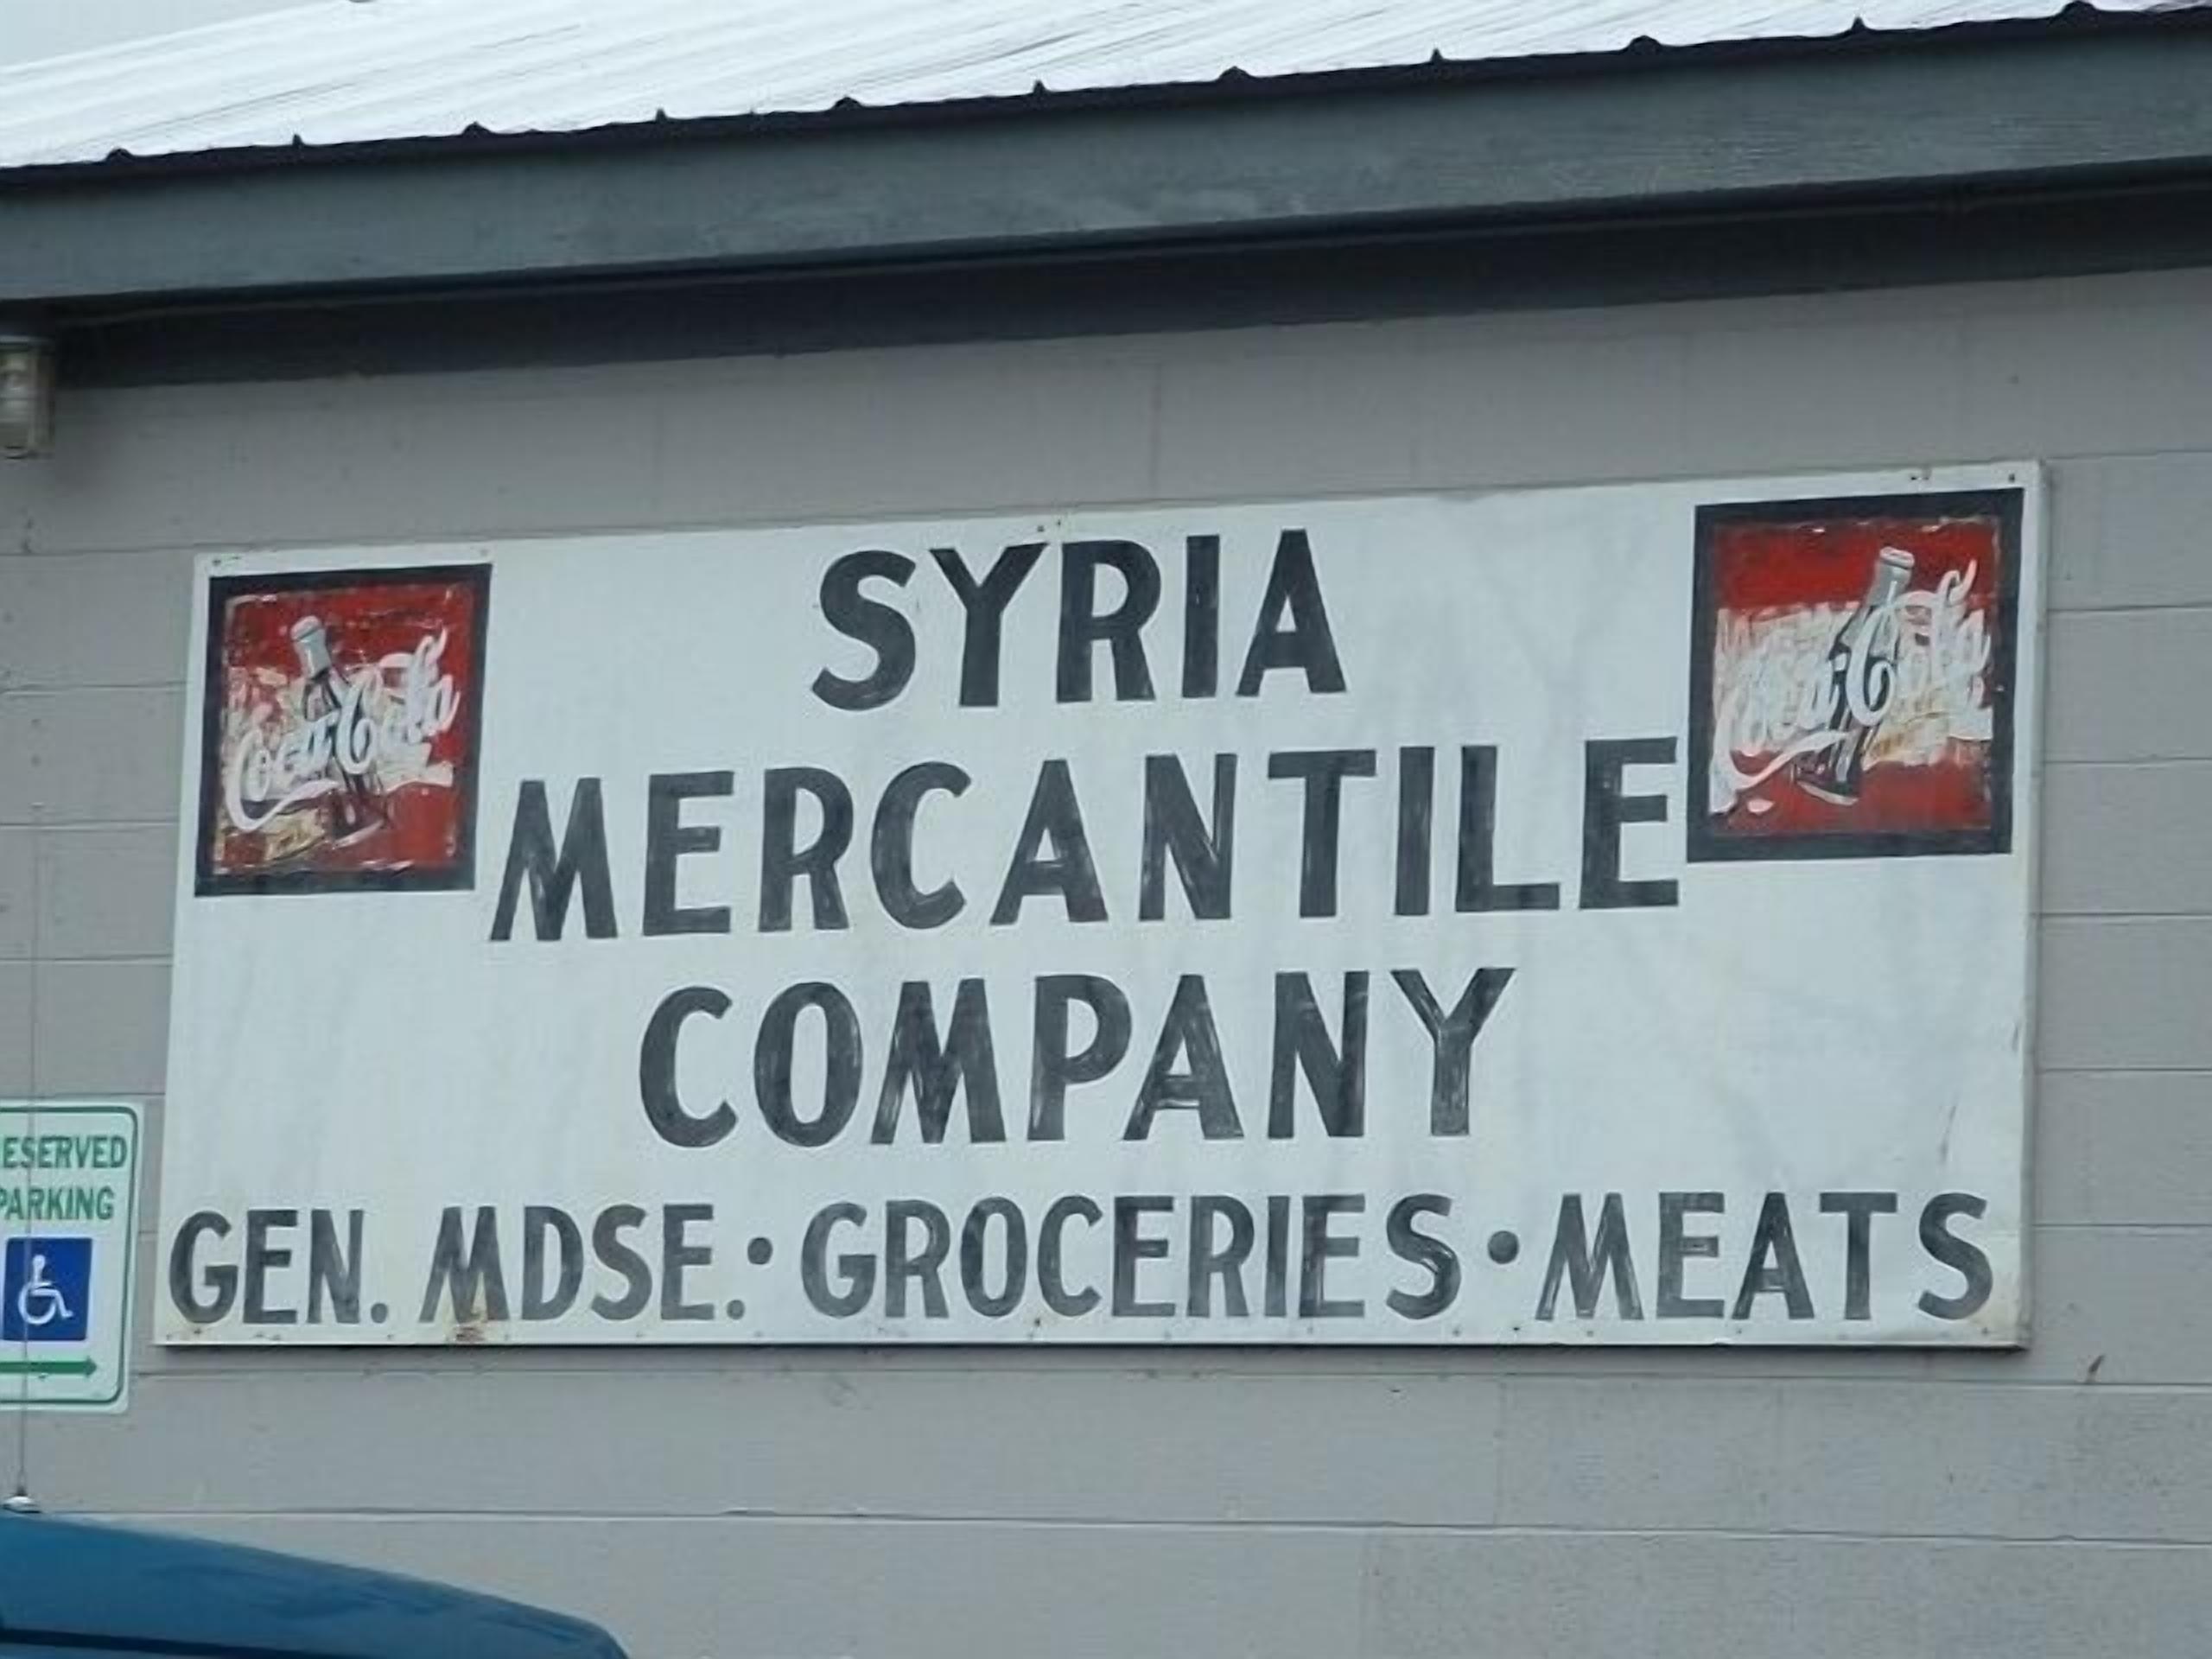 SYRIA
MERCANTILE
COMPANY
GEN. MDSE. • GROCERIES • MEATS
Coca-Cola
Coca-Cola
ESERVED
PARKING